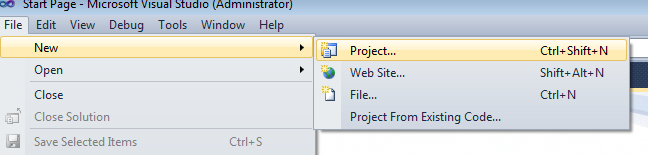 Start Page - Microsoft Visual Studio (Administrator)
File Edit View Debug Tools Window Help
New Project... Ctrl+Shift+N
Open Web Site... Shift+Alt+N
Close File... Ctrl+N
Close Solution Project From Existing Code...
Save Selected Items Ctrl+S